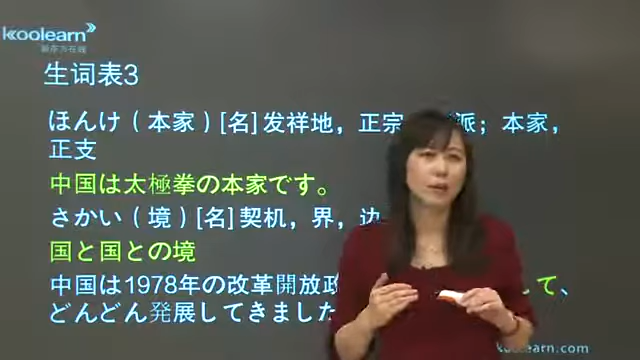 koolearn
新东方在线
生词表3
ほんけ（本家）[名]发祥地，正宗 派；本家，
正支
中国は太極拳の本家です。
さかい（境）[名]契机，界，边
国と国との境
中国は1978年の改革開放政 して、
どんどん発展してきました
koolearn.com